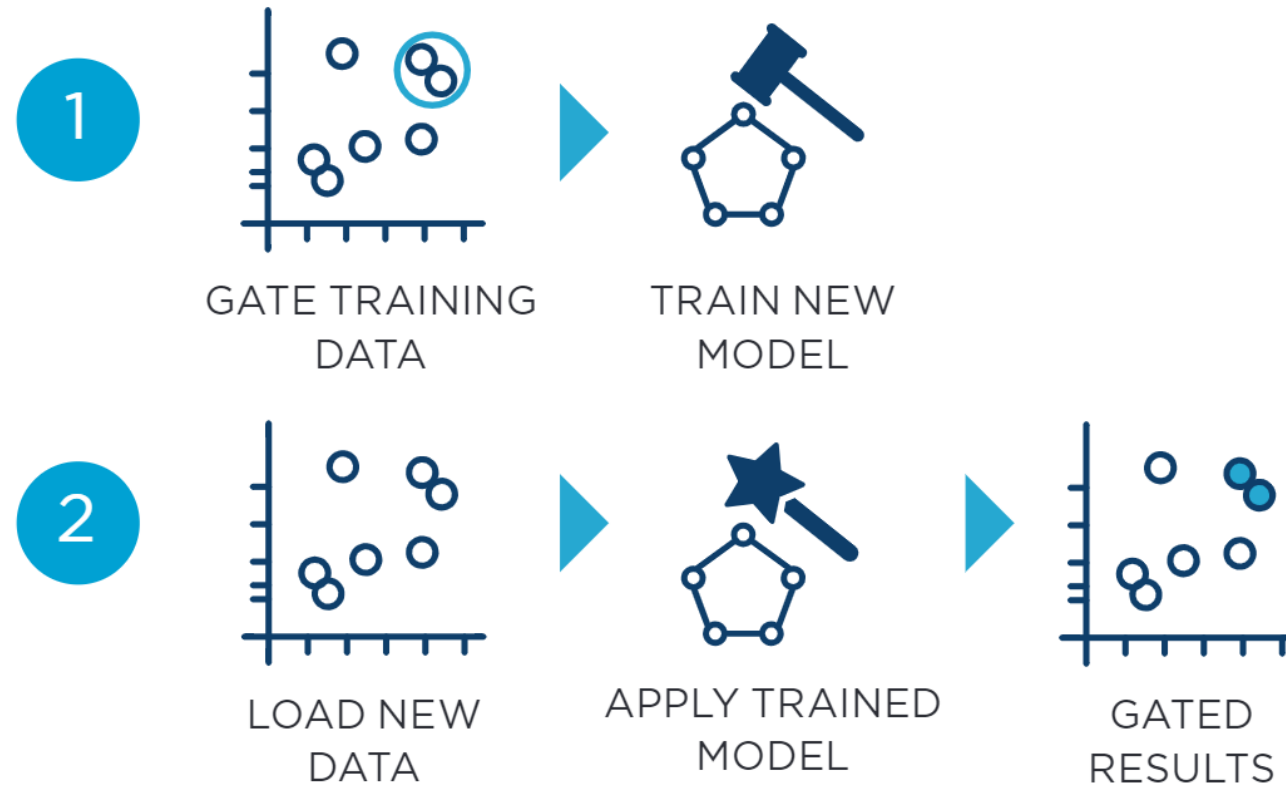 1
GATE TRAINING
DATA
TRAIN NEW
MODEL
2
LOAD NEW
DATA
APPLY TRAINED
MODEL
GATED
RESULTS